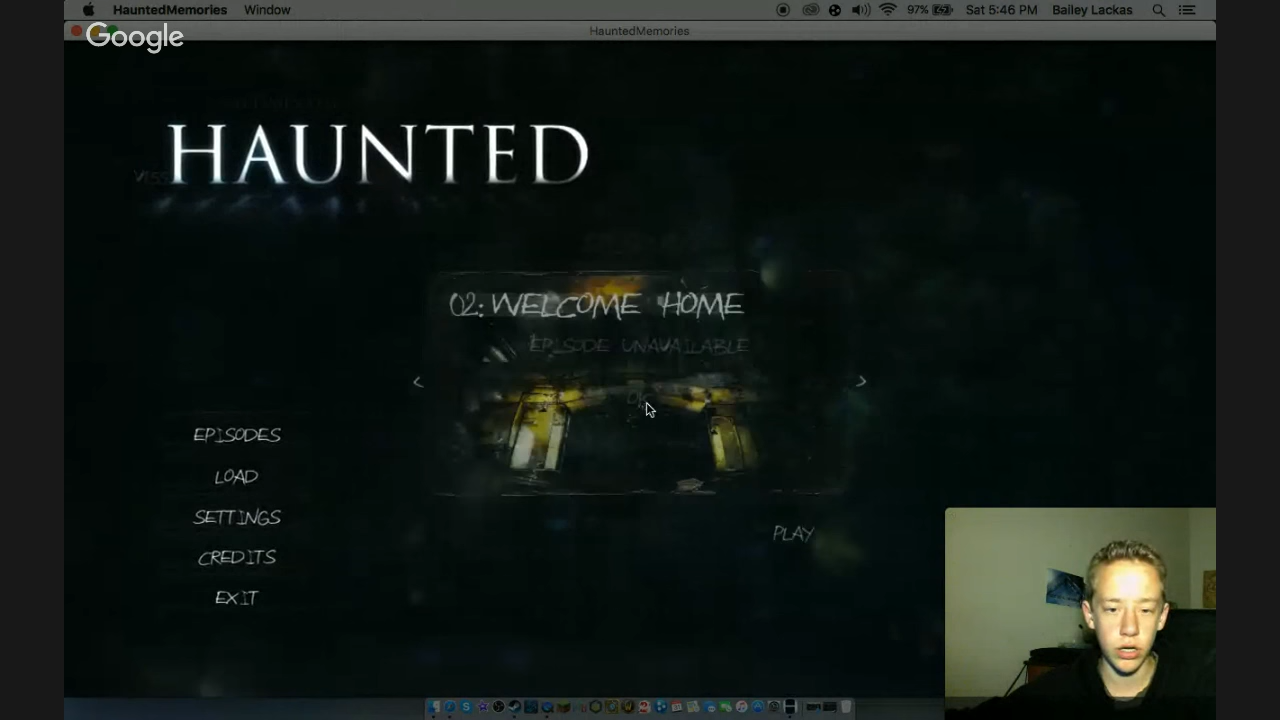 HauntedMemories Window 97% Sat 5:46 PM Bailey Lackas
HauntedMemories
Google
HAUNTED
02: WELCOME HOME
EPISODE UNAVAILABLE
OK
< >
EPISODES
LOAD
SETTINGS
CREDITS
EXIT
PLAY